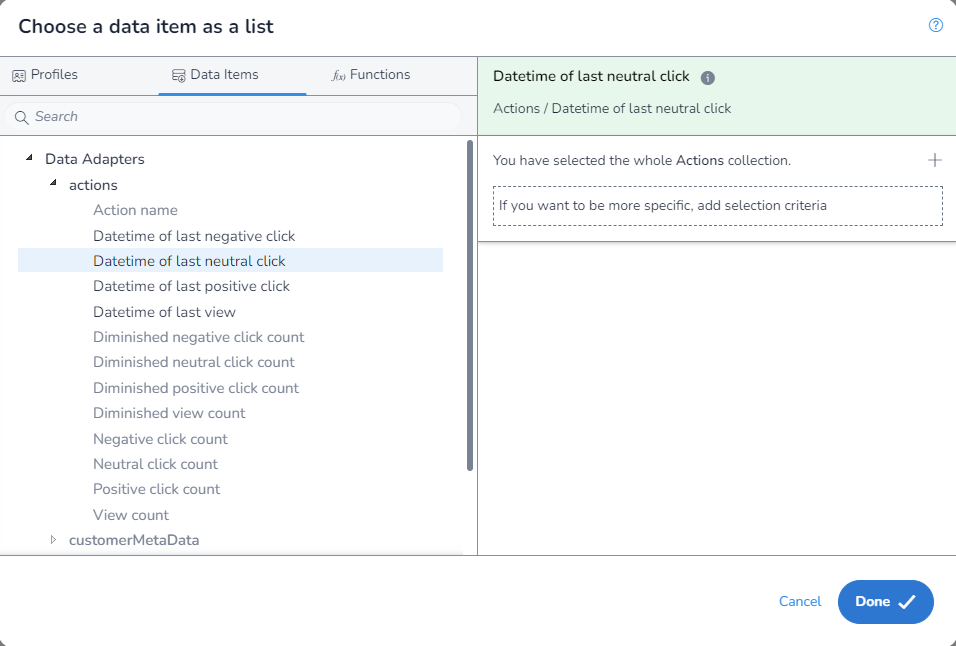 Choose a data item as a list
Profiles
Data Items
f(x) Functions
Search
Data Adapters
actions
Action name
Datetime of last negative click
Datetime of last neutral click
Datetime of last positive click
Datetime of last view
Diminished negative click count
Diminished neutral click count
Diminished positive click count
Diminished view count
Negative click count
Neutral click count
Positive click count
View count
customerMetaData
Datetime of last neutral click
Actions / Datetime of last neutral click
You have selected the whole Actions collection.
If you want to be more specific, add selection criteria
Cancel
Done